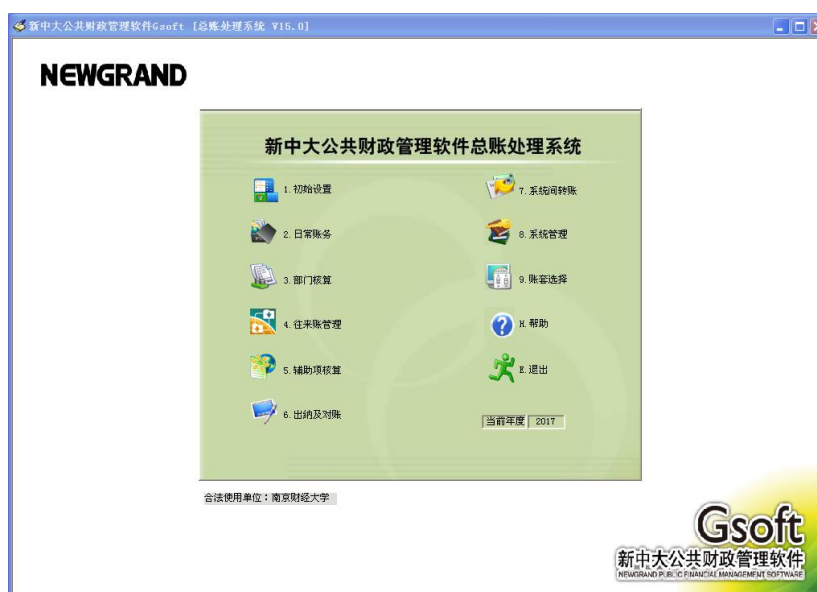 新中大公共财政管理软件Gsoft [总账处理系统 V15.0]
NEWGRAND
新中大公共财政管理软件总账处理系统
1. 初始设置
2. 日常账务
3. 部门核算
4. 往来账管理
5. 辅助项核算
6. 出纳及对账
7. 系统间转账
8. 系统管理
9. 账套选择
H. 帮助
E. 退出
当前年度 2017
合法使用单位：南京财经大学
Gsoft
新中大公共财政管理软件
NEWGRAND PUBLIC FINANCIAL MANAGEMENT SOFTWARE